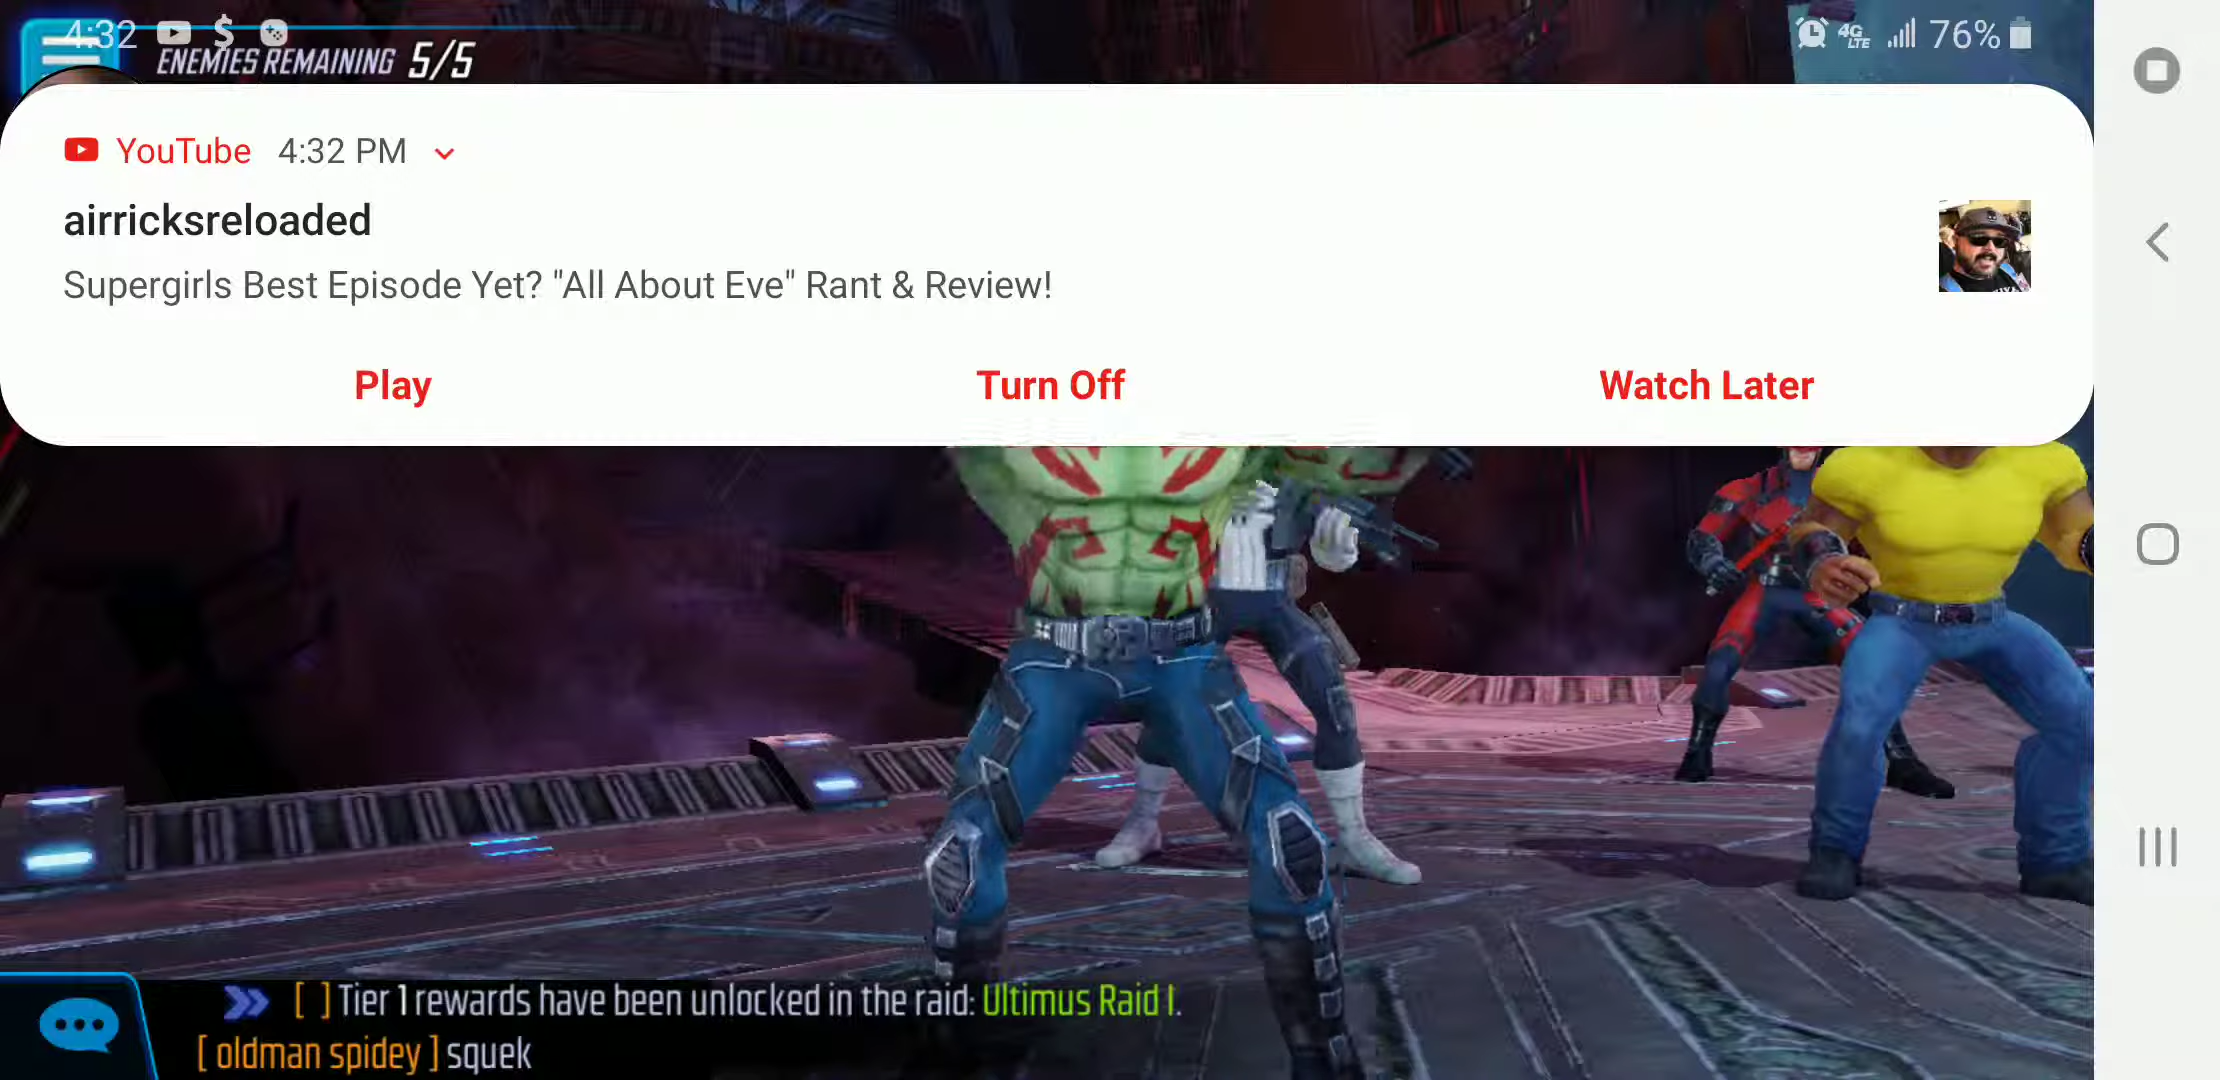 4:32
4G LTE 76%
ENEMIES REMAINING 5/5
YouTube 4:32 PM
airricksreloaded
Supergirls Best Episode Yet? "All About Eve" Rant & Review!
Play Turn Off Watch Later
[ ] Tier 1 rewards have been unlocked in the raid: Ultimus Raid I.
[ oldman spidey ] squek